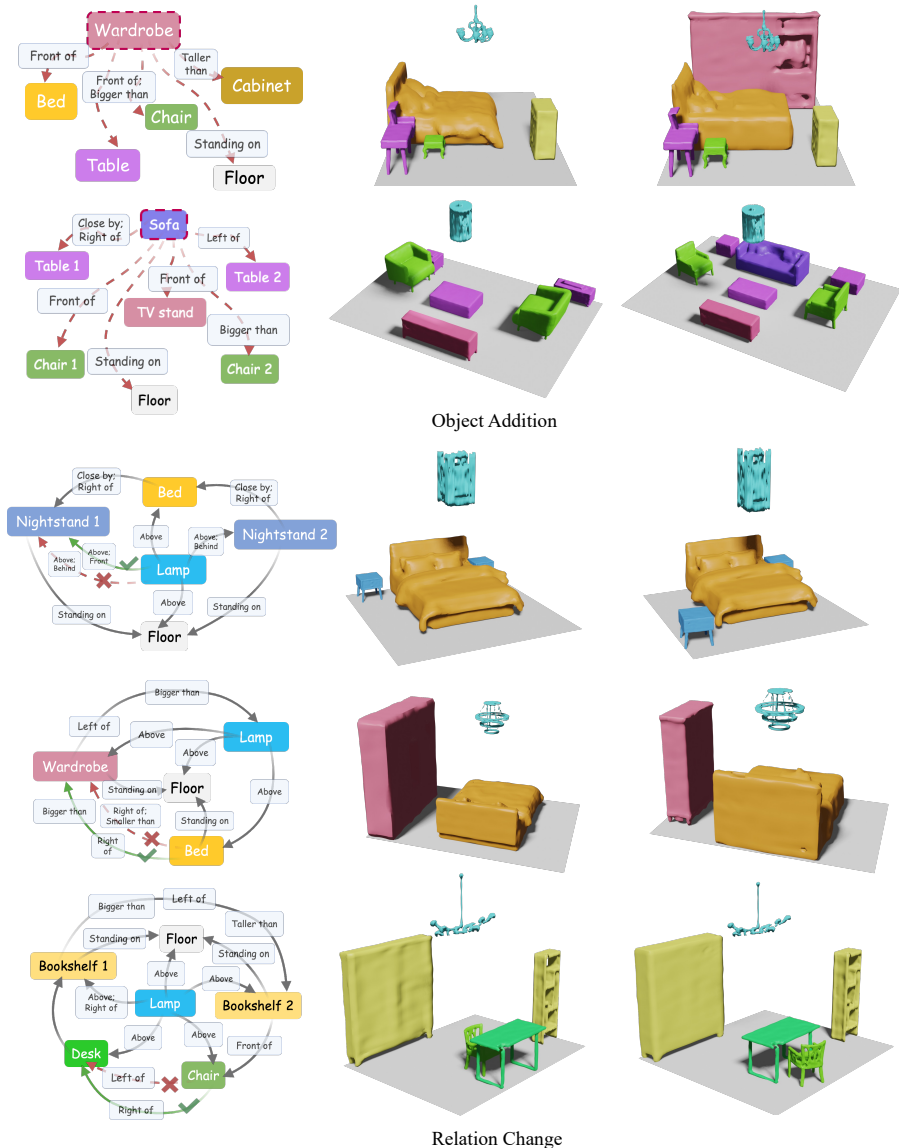 Wardrobe
Front of
Taller
than
Front of;
Bigger than
Cabinet
Bed
Chair
Standing on
Table
Floor
Close by;
Right of
Sofa
Left of
Table 1
Table 2
Front of
Front of
TV stand
Bigger than
Chair 1
Standing on
Chair 2
Floor
Object Addition
Close by;
Right of
Bed
Close by;
Right of
Nightstand 1
Above
Above;
Behind
Nightstand 2
Above;
Front
Above;
Behind
Lamp
Above
Standing on
Standing on
Floor
Bigger than
Left of
Above
Lamp
Above
Wardrobe
Standing on
Floor
Above
Bigger than
Right of;
Smaller than
Standing on
Right
of
Bed
Left of
Bigger than
Taller than
Standing on
Floor
Standing on
Bookshelf 1
Above
Above
Above;
Right of
Lamp
Bookshelf 2
Above
Above
Front of
Desk
Left of
Chair
Right of
Relation Change